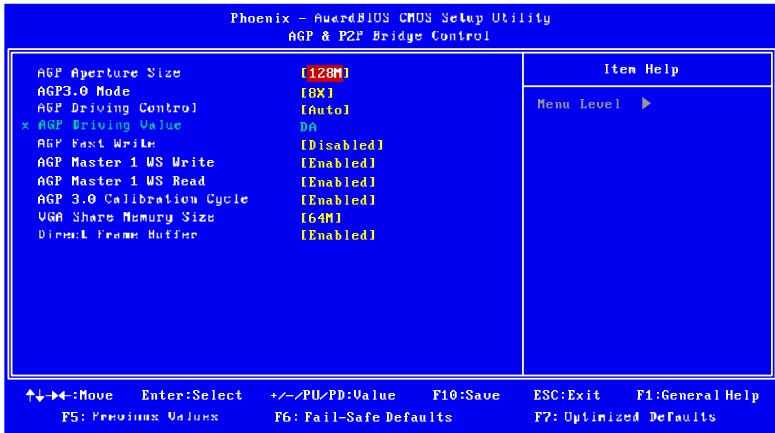 Phoenix - AwardBIOS CMOS Setup Utility
AGP & P2P Bridge Control
AGP Aperture Size [128M]
AGP3.0 Mode [8X]
AGP Driving Control [Auto]
x AGP Driving Value DA
AGP Fast Write [Disabled]
AGP Master 1 WS Write [Enabled]
AGP Master 1 WS Read [Enabled]
AGP 3.0 Calibration Cycle [Enabled]
VGA Share Memory Size [64M]
Direct Frame Buffer [Enabled]
Item Help
Menu Level
:Move Enter:Select +/-/PU/PD:Value F10:Save ESC:Exit F1:General Help
F5: Previous Values F6: Fail-Safe Defaults F7: Optimized Defaults